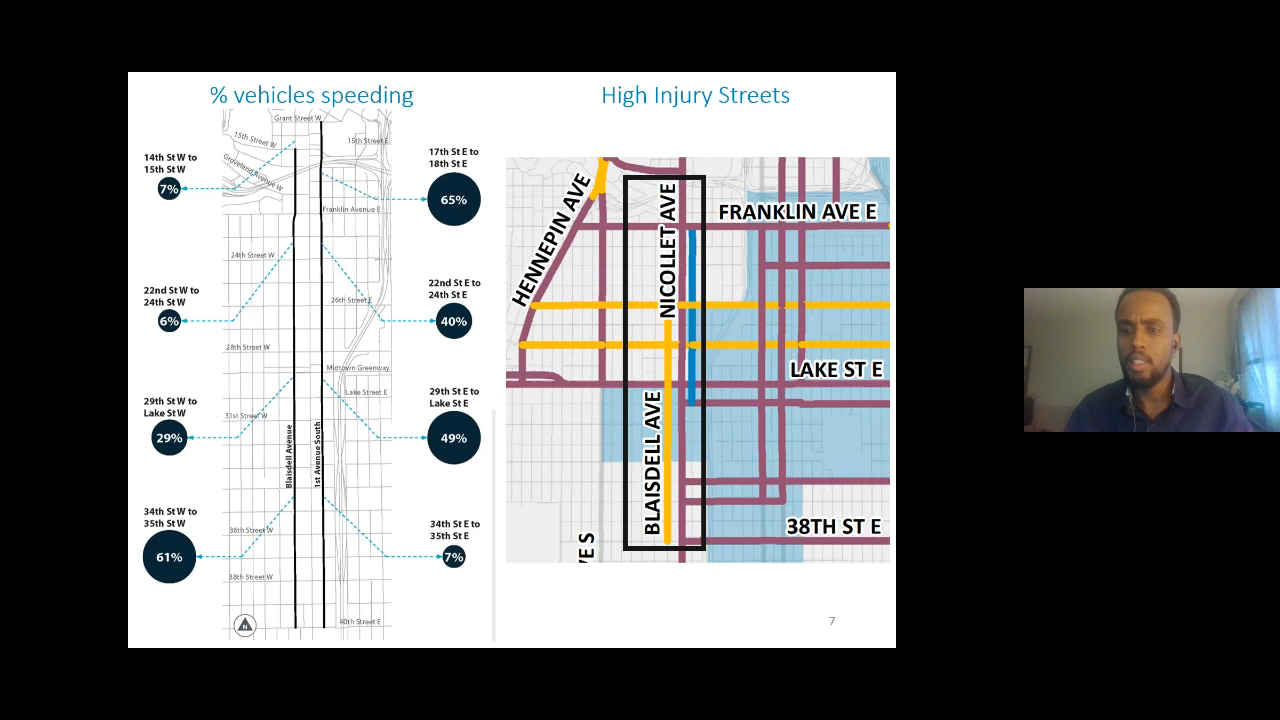 % vehicles speeding
High Injury Streets
Grant Street W
15th Street W
15th Street E
Groveland Avenue W
Franklin Avenue E
24th Street W
26th Street E
28th Street W
Midtown Greenway
Lake Street E
31st Street W
Blaisdell Avenue
1st Avenue South
36th Street W
38th Street W
40th Street E
N
14th St W to
15th St W
7%
22nd St W to
24th St W
6%
29th St W to
Lake St W
29%
34th St W to
35th St W
61%
17th St E to
18th St E
65%
22nd St E to
24th St E
40%
29th St E to
Lake St E
49%
34th St E to
35th St E
7%
HENNEPIN AVE
NICOLLET AVE
FRANKLIN AVE E
LAKE ST E
BLAISDELL AVE
38TH ST E
VE S
7